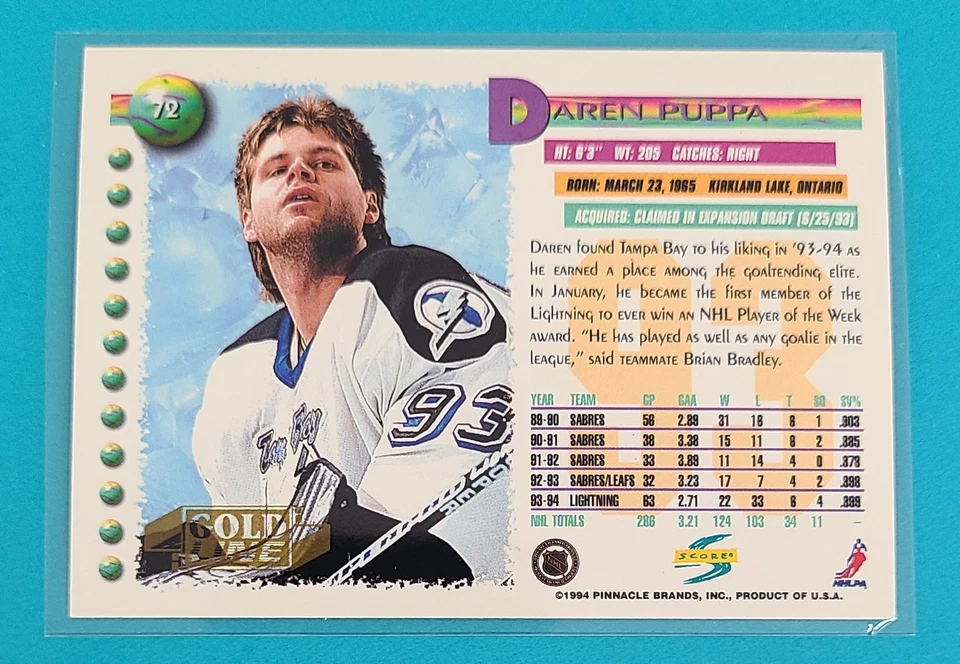 72
DAREN PUPPA
HT: 6'3" WT: 205 CATCHES: RIGHT
BORN: MARCH 23, 1965 KIRKLAND LAKE, ONTARIO
ACQUIRED: CLAIMED IN EXPANSION DRAFT (6/25/93)
DAREN FOUND TAMPA BAY TO HIS LIKING IN '93-94 AS
HE EARNED A PLACE AMONG THE GOALTENDING ELITE.
IN JANUARY, HE BECAME THE FIRST MEMBER OF THE
LIGHTNING TO EVER WIN AN NHL PLAYER OF THE WEEK
AWARD. "HE HAS PLAYED AS WELL AS ANY GOALIE IN THE
LEAGUE," SAID TEAMMATE BRIAN BRADLEY.
93
Tampa Bay
YEAR TEAM GP GAA W L T SO SV%
89-90 SABRES 56 2.89 31 16 6 1 .903
90-91 SABRES 38 3.38 15 11 6 2 .885
91-92 SABRES 33 3.89 11 14 4 0 .878
92-93 SABRES/LEAFS 32 3.23 17 7 4 2 .898
93-94 LIGHTNING 63 2.71 22 33 6 4 .899
NHL TOTALS 286 3.21 124 103 34 11 –
GOLD
LINE
NHL
SCORE®
NHLPA
©1994 PINNACLE BRANDS, INC., PRODUCT OF U.S.A.